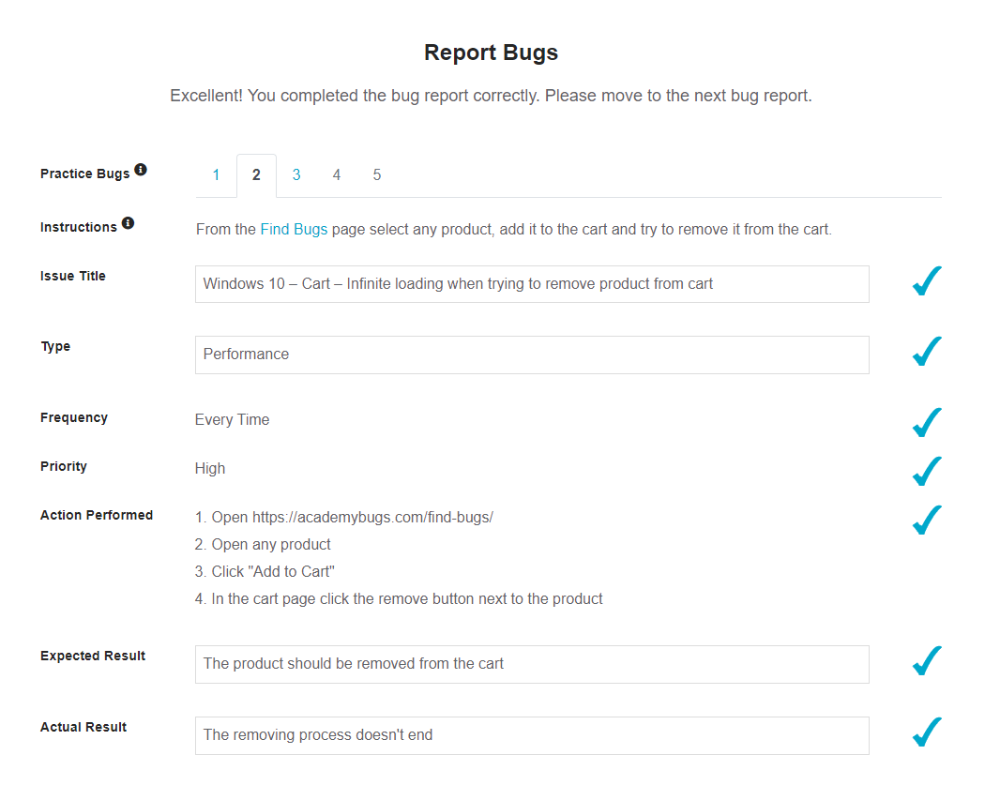 Report Bugs
Excellent! You completed the bug report correctly. Please move to the next bug report.
Practice Bugs 1 2 3 4 5
Instructions From the Find Bugs page select any product, add it to the cart and try to remove it from the cart.
Issue Title Windows 10 – Cart – Infinite loading when trying to remove product from cart
Type Performance
Frequency Every Time
Priority High
Action Performed 1. Open https://academybugs.com/find-bugs/
2. Open any product
3. Click "Add to Cart"
4. In the cart page click the remove button next to the product
Expected Result The product should be removed from the cart
Actual Result The removing process doesn't end